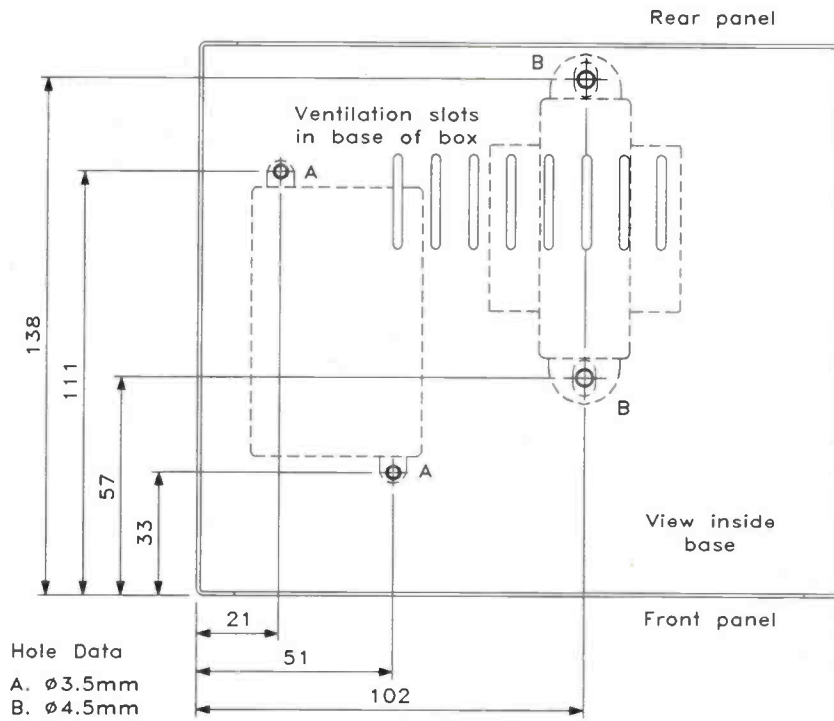 Rear panel
B
Ventilation slots
in base of box
A
138
111
57
33
B
A
View inside
base
Front panel
21
51
102
Hole Data
A. ø3.5mm
B. ø4.5mm